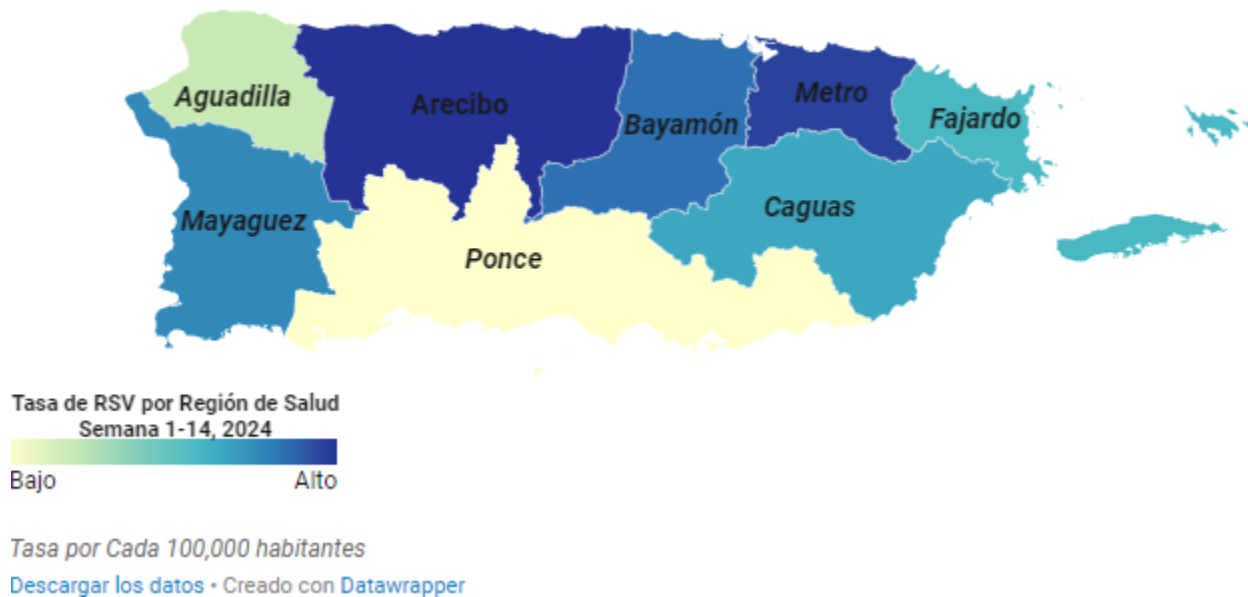 Aguadilla
Arecibo
Bayamón
Metro
Fajardo
Mayaguez
Caguas
Ponce
Tasa de RSV por Región de Salud
Semana 1-14, 2024
Bajo Alto
Tasa por Cada 100,000 habitantes
Descargar los datos • Creado con Datawrapper